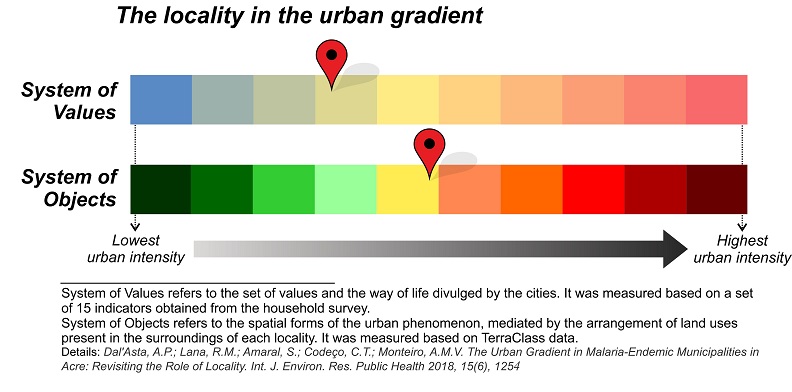 The locality in the urban gradient
System of
Values
System of
Objects
Lowest
urban intensity
Highest
urban intensity
System of Values refers to the set of values and the way of life divulged by the cities. It was measured based on a set
of 15 indicators obtained from the household survey.
System of Objects refers to the spatial forms of the urban phenomenon, mediated by the arrangement of land uses
present in the surroundings of each locality. It was measured based on TerraClass data.
Details: Dal'Asta, A.P.; Lana, R.M.; Amaral, S.; Codeço, C.T.; Monteiro, A.M.V. The Urban Gradient in Malaria-Endemic Municipalities in
Acre: Revisiting the Role of Locality. Int. J. Environ. Res. Public Health 2018, 15(6), 1254